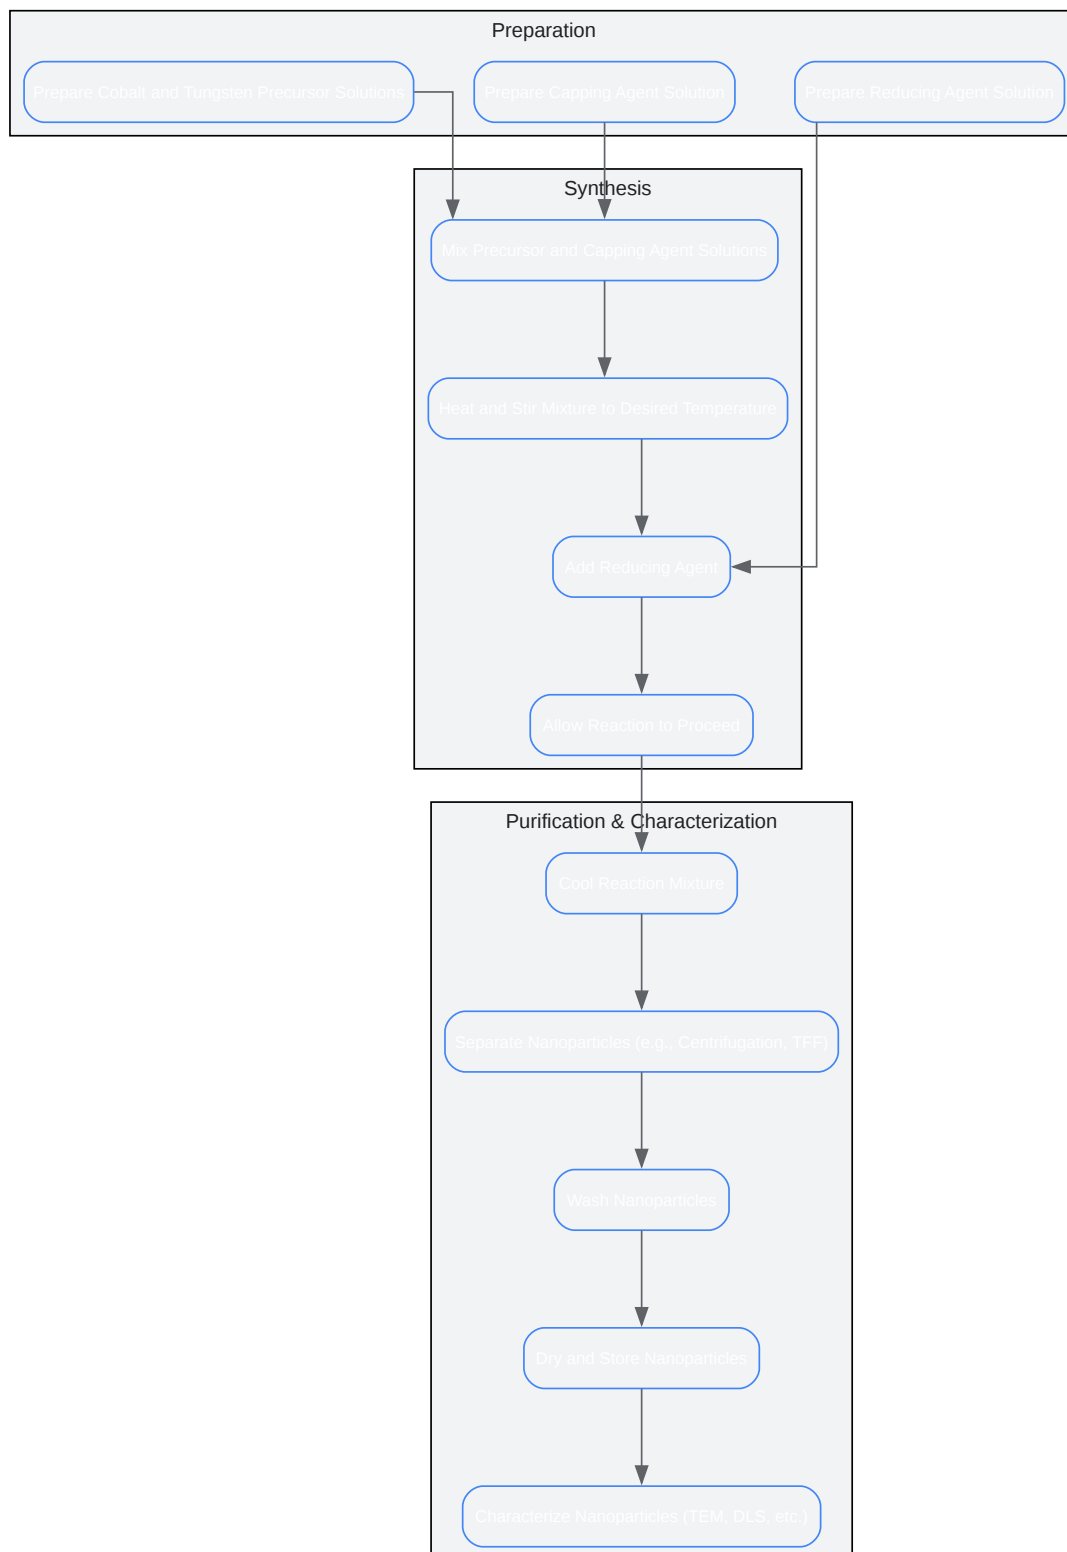 Preparation
Prepare Cobalt and Tungsten Precursor Solutions
Prepare Capping Agent Solution
Prepare Reducing Agent Solution
Synthesis
Mix Precursor and Capping Agent Solutions
Heat and Stir Mixture to Desired Temperature
Add Reducing Agent
Allow Reaction to Proceed
Purification & Characterization
Cool Reaction Mixture
Separate Nanoparticles (e.g., Centrifugation, TFF)
Wash Nanoparticles
Dry and Store Nanoparticles
Characterize Nanoparticles (TEM, DLS, etc.)